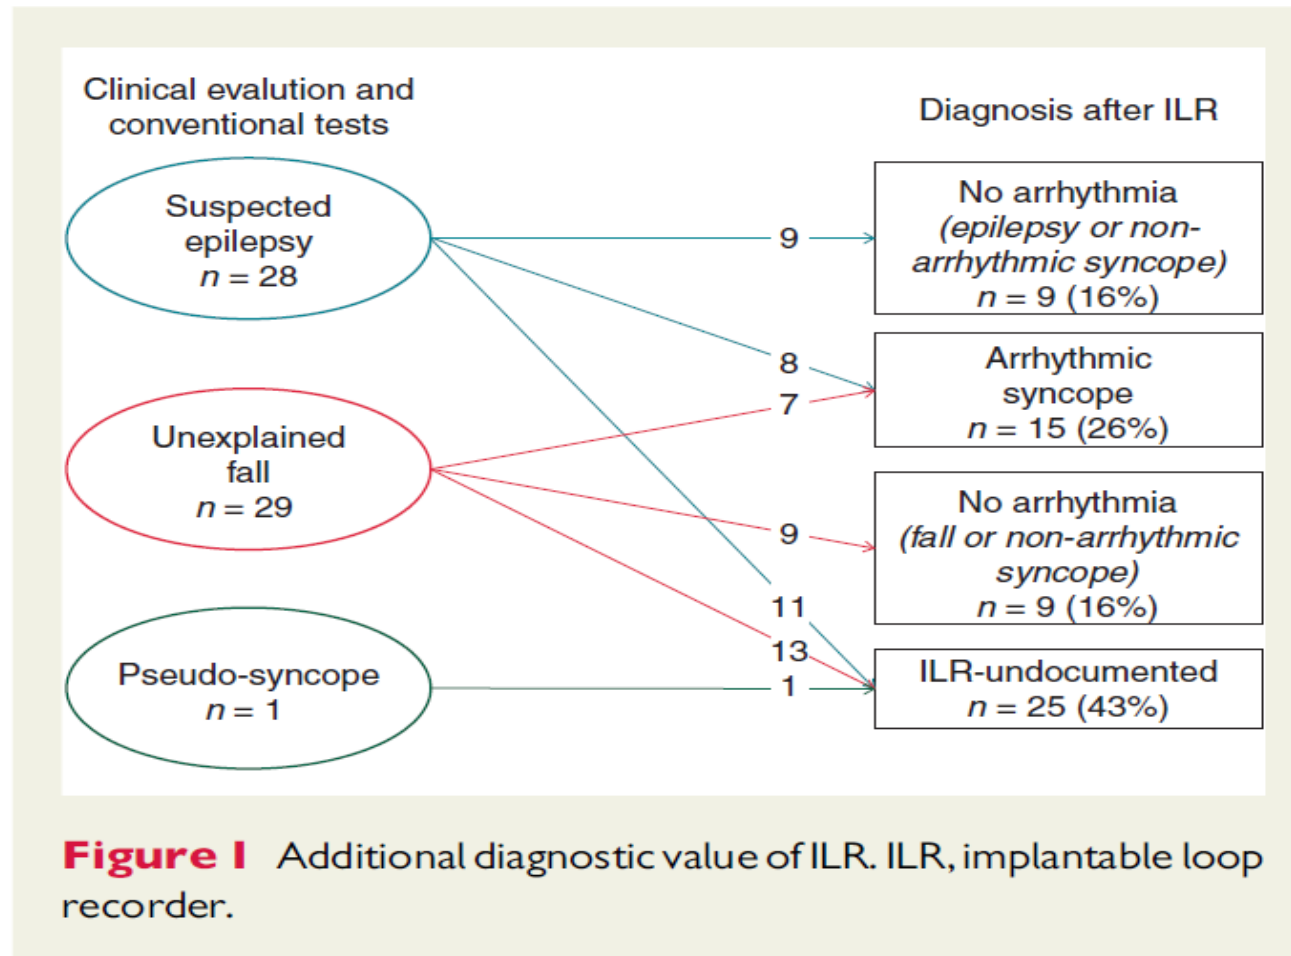 Clinical evalution and
conventional tests
Diagnosis after ILR
Suspected
epilepsy
n = 28
Unexplained
fall
n = 29
Pseudo-syncope
n = 1
9
8
7
9
11
13
1
No arrhythmia
(epilepsy or non-
arrhythmic syncope)
n = 9 (16%)
Arrhythmic
syncope
n = 15 (26%)
No arrhythmia
(fall or non-arrhythmic
syncope)
n = 9 (16%)
ILR-undocumented
n = 25 (43%)
Figure 1 Additional diagnostic value of ILR. ILR, implantable loop
recorder.